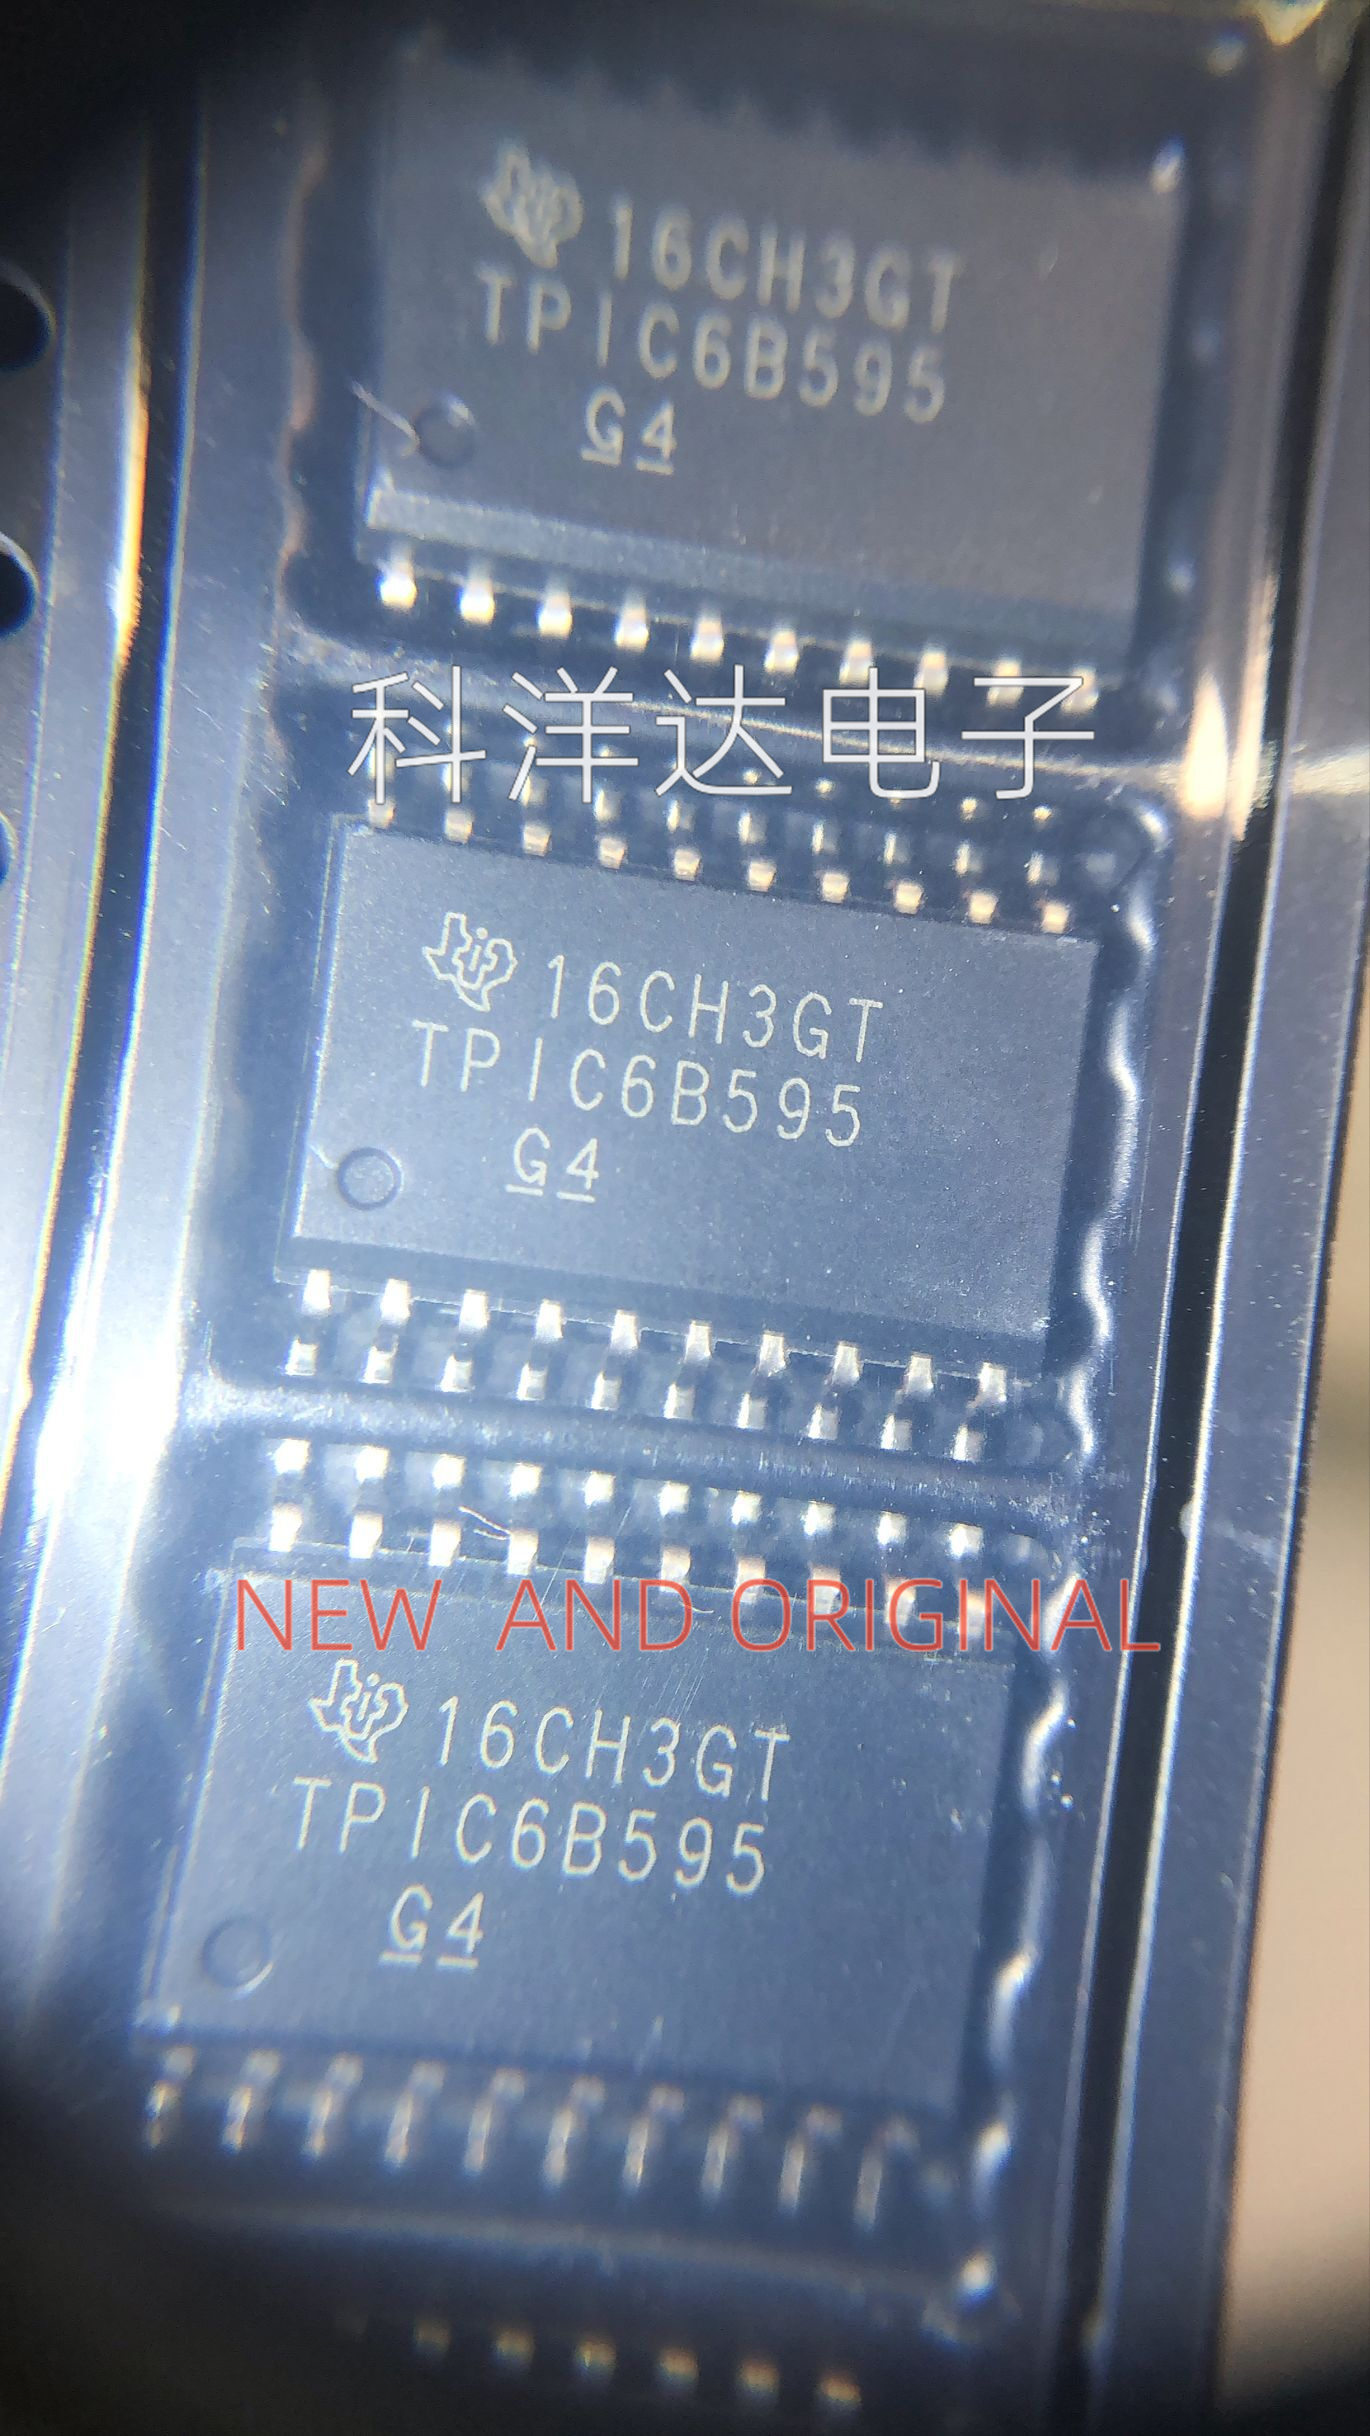 16CH3GT
TPIC6B595
G4
科洋达电子
16CH3GT
TPIC6B595
G4
NEW AND ORIGINAL
16CH3GT
TPIC6B595
G4